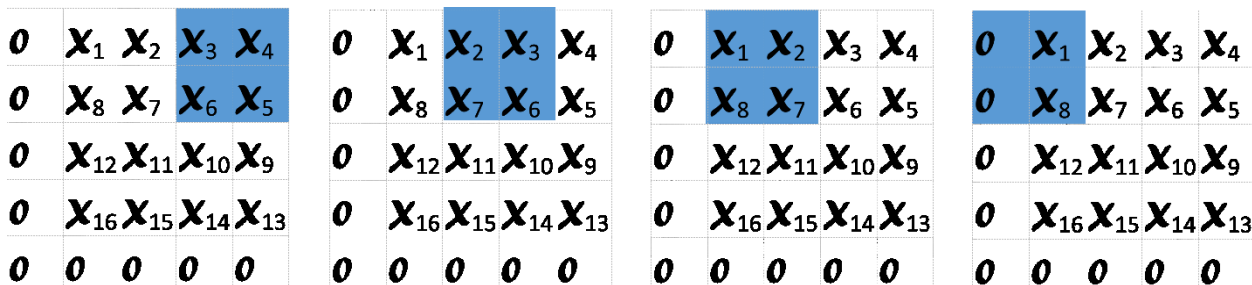 0 X₁ X₂ X₃ X₄ 0 X₁ X₂ X₃ X₄ 0 X₁ X₂ X₃ X₄ 0 X₁ X₂ X₃ X₄
0 X₈ X₇ X₆ X₅ 0 X₈ X₇ X₆ X₅ 0 X₈ X₇ X₆ X₅ 0 X₈ X₇ X₆ X₅
0 X₁₂ X₁₁ X₁₀ X₉ 0 X₁₂ X₁₁ X₁₀ X₉ 0 X₁₂ X₁₁ X₁₀ X₉ 0 X₁₂ X₁₁ X₁₀ X₉
0 X₁₆ X₁₅ X₁₄ X₁₃ 0 X₁₆ X₁₅ X₁₄ X₁₃ 0 X₁₆ X₁₅ X₁₄ X₁₃ 0 X₁₆ X₁₅ X₁₄ X₁₃
0 0 0 0 0 0 0 0 0 0 0 0 0 0 0 0 0 0 0 0